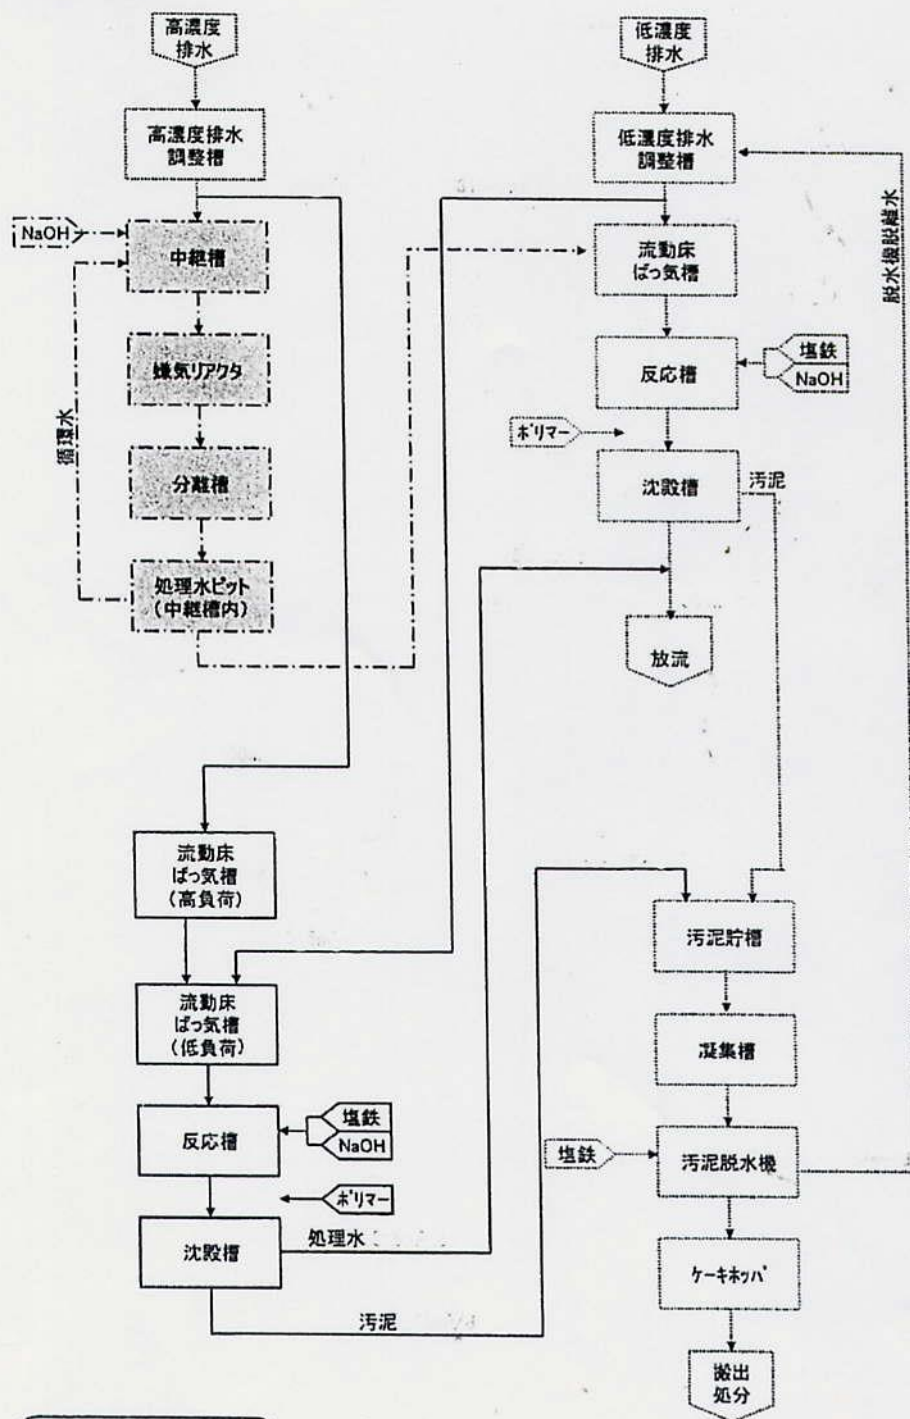 高濃度
排水
高濃度排水
調整槽
NaOH
中継槽
嫌気リアクタ
分離槽
処理水ピット
(中継槽内)
循環水
低濃度
排水
低濃度排水
調整槽
流動床
ばっ気槽
反応槽
塩鉄
NaOH
ポリマー
沈殿槽
汚泥
放流
脱水機脱離水
流動床
ばっ気槽
(高負荷)
流動床
ばっ気槽
(低負荷)
反応槽
塩鉄
NaOH
ポリマー
沈殿槽
処理水
汚泥
汚泥貯槽
凝集槽
塩鉄
汚泥脱水機
ケーキホッパ
搬出
処分